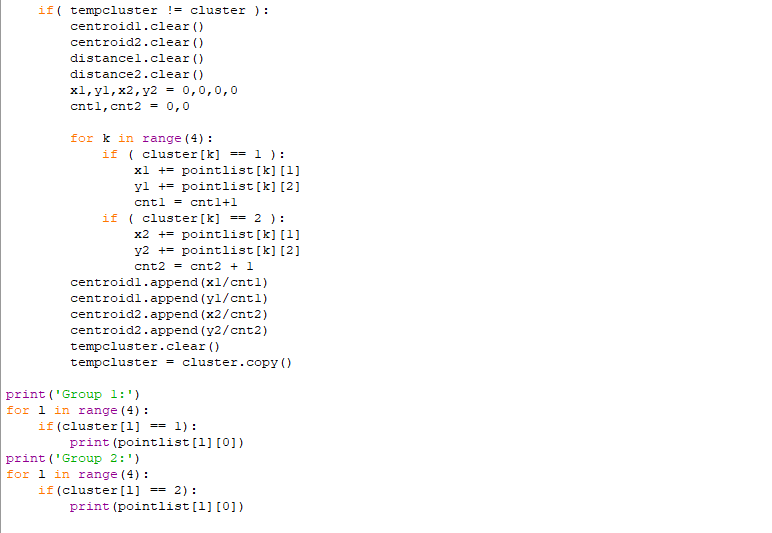 if( tempcluster != cluster ):
centroid1.clear()
centroid2.clear()
distance1.clear()
distance2.clear()
x1,y1,x2,y2 = 0,0,0,0
cnt1,cnt2 = 0,0
for k in range(4):
if ( cluster[k] == 1 ):
x1 += pointlist[k][1]
y1 += pointlist[k][2]
cnt1 = cnt1+1
if ( cluster[k] == 2 ):
x2 += pointlist[k][1]
y2 += pointlist[k][2]
cnt2 = cnt2 + 1
centroid1.append(x1/cnt1)
centroid1.append(y1/cnt1)
centroid2.append(x2/cnt2)
centroid2.append(y2/cnt2)
tempcluster.clear()
tempcluster = cluster.copy()
print('Group 1:')
for l in range(4):
if(cluster[l] == 1):
print(pointlist[l][0])
print('Group 2:')
for l in range(4):
if(cluster[l] == 2):
print(pointlist[l][0])